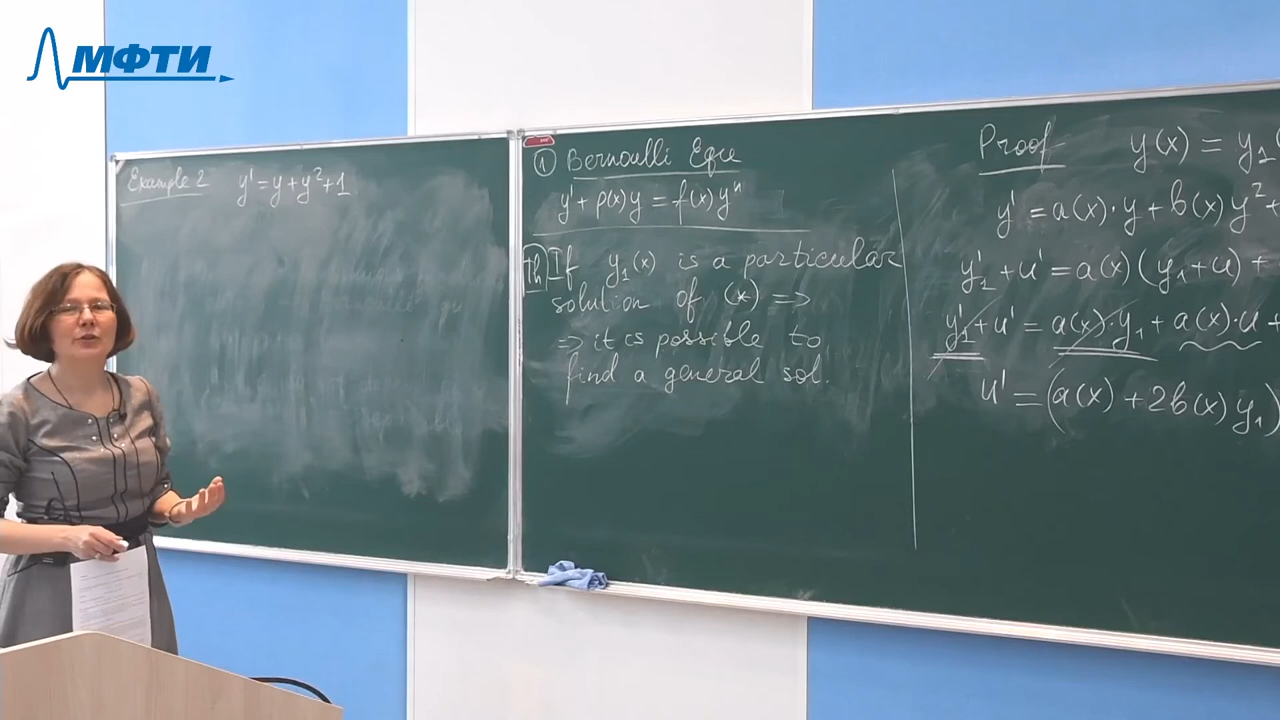 МФТИ
Example 2 y' = y + y² + 1
① Bernoulli Eque
y' + p(x)y = f(x)yⁿ
Th If y₁(x) is a particular
solution of (*) =>
=> it is possible to
find a general sol.
Proof y(x) = y₁
y' = a(x)·y + b(x)y² +
y₁' + u' = a(x)(y₁ + u) +
y₁' + u' = a(x)·y₁ + a(x)·u +
u' = (a(x) + 2b(x)y₁)